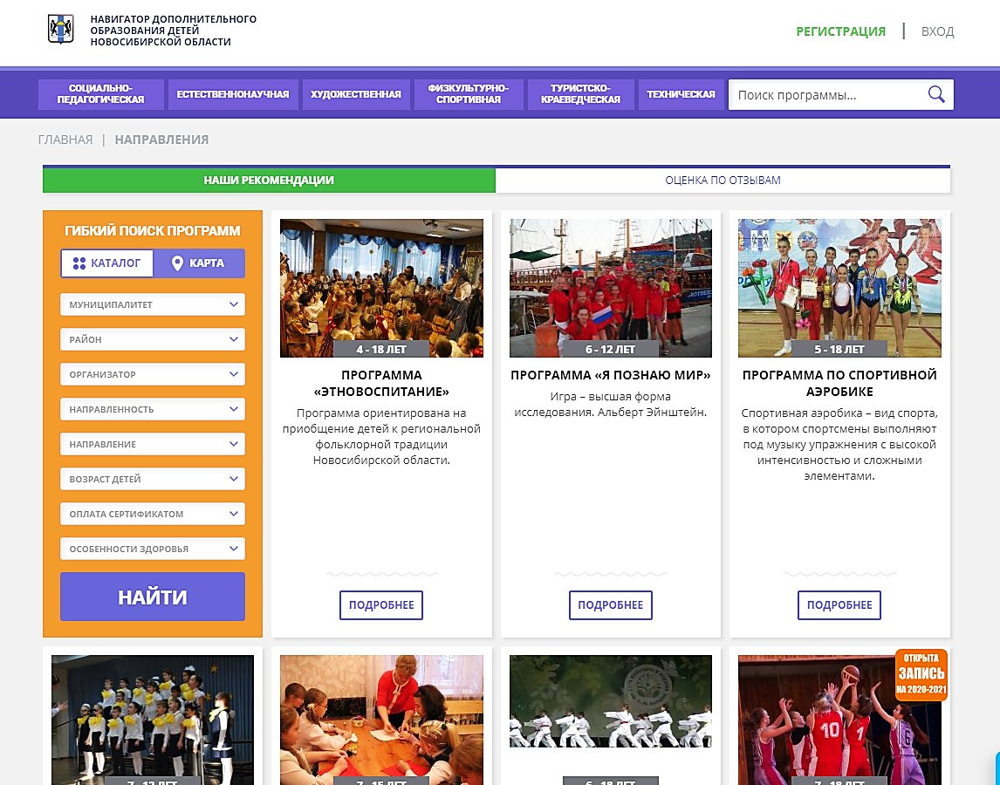 НАВИГАТОР ДОПОЛНИТЕЛЬНОГО
ОБРАЗОВАНИЯ ДЕТЕЙ
НОВОСИБИРСКОЙ ОБЛАСТИ
РЕГИСТРАЦИЯ | ВХОД
СОЦИАЛЬНО-
ПЕДАГОГИЧЕСКАЯ
ЕСТЕСТВЕННОНАУЧНАЯ
ХУДОЖЕСТВЕННАЯ
ФИЗКУЛЬТУРНО-
СПОРТИВНАЯ
ТУРИСТСКО-
КРАЕВЕДЧЕСКАЯ
ТЕХНИЧЕСКАЯ
Поиск программы...
ГЛАВНАЯ | НАПРАВЛЕНИЯ
НАШИ РЕКОМЕНДАЦИИ
ОЦЕНКА ПО ОТЗЫВАМ
ГИБКИЙ ПОИСК ПРОГРАММ
КАТАЛОГ
КАРТА
МУНИЦИПАЛИТЕТ
РАЙОН
ОРГАНИЗАТОР
НАПРАВЛЕННОСТЬ
НАПРАВЛЕНИЕ
ВОЗРАСТ ДЕТЕЙ
ОПЛАТА СЕРТИФИКАТОМ
ОСОБЕННОСТИ ЗДОРОВЬЯ
НАЙТИ
4 - 18 ЛЕТ
ПРОГРАММА
«ЭТНОВОСПИТАНИЕ»
Программа ориентирована на
приобщение детей к региональной
фольклорной традиции
Новосибирской области.
ПОДРОБНЕЕ
6 - 12 ЛЕТ
ПРОГРАММА «Я ПОЗНАЮ МИР»
Игра – высшая форма
исследования. Альберт Эйнштейн.
ПОДРОБНЕЕ
5 - 18 ЛЕТ
ПРОГРАММА ПО СПОРТИВНОЙ
АЭРОБИКЕ
Спортивная аэробика – вид спорта,
в котором спортсмены выполняют
под музыку упражнения с высокой
интенсивностью и сложными
элементами.
ПОДРОБНЕЕ
7 - 12 ЛЕТ
7 - 15 ЛЕТ
6 - 18 ЛЕТ
ОТКРЫТА
ЗАПИСЬ
НА 2020-2021
10
1
6
7 - 18 ЛЕТ